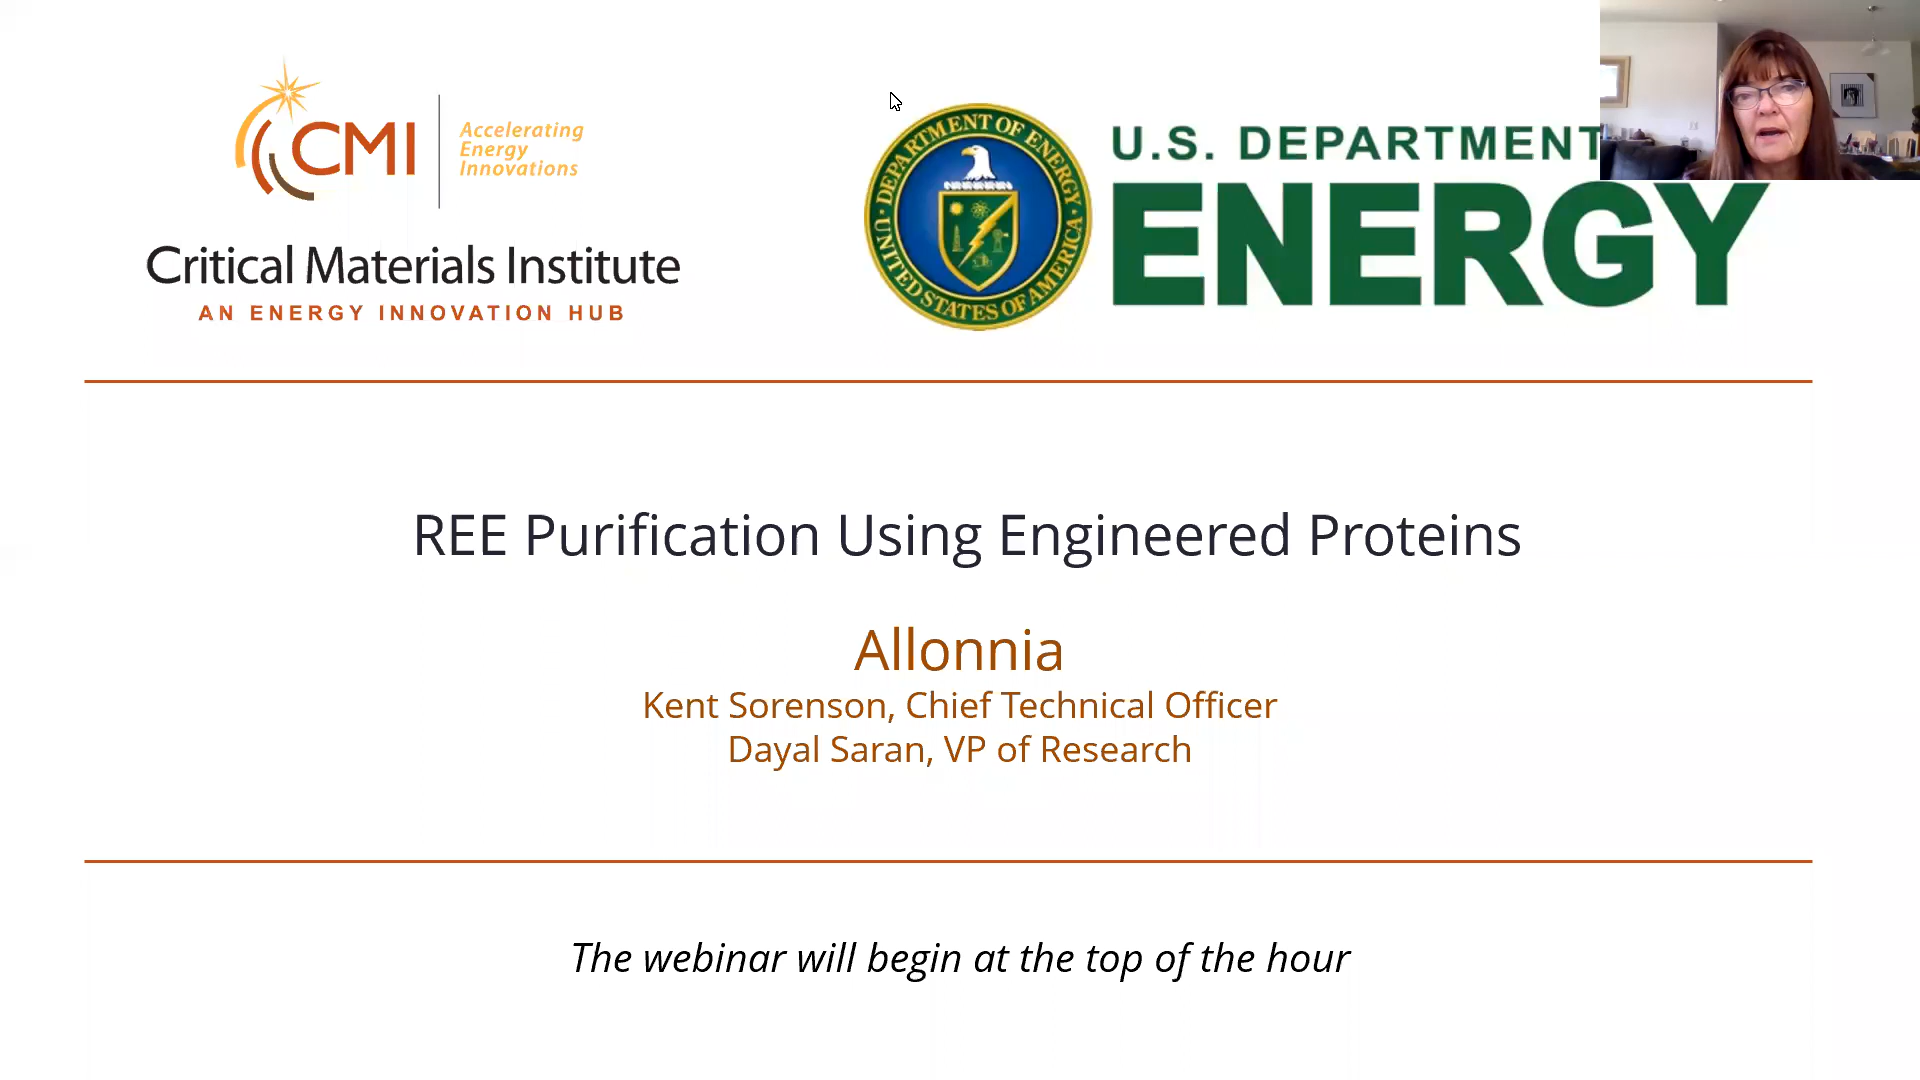 CMI
Accelerating
Energy
Innovations
Critical Materials Institute
AN ENERGY INNOVATION HUB
DEPARTMENT OF ENERGY
UNITED STATES OF AMERICA
U.S. DEPARTMENT
ENERGY
REE Purification Using Engineered Proteins
Allonnia
Kent Sorenson, Chief Technical Officer
Dayal Saran, VP of Research
The webinar will begin at the top of the hour